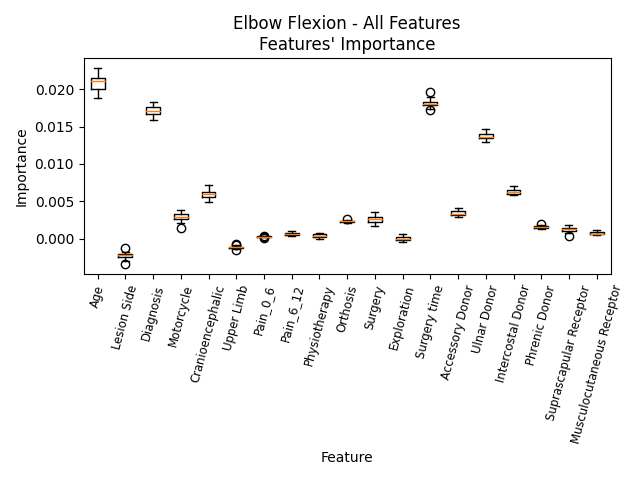 Elbow Flexion - All Features
Features' Importance
Importance
0.020
0.015
0.010
0.005
0.000
Age
Lesion Side
Diagnosis
Motorcycle
Cranioencephalic
Upper Limb
Pain_0_6
Pain_6_12
Physiotherapy
Orthosis
Surgery
Exploration
Surgery time
Accessory Donor
Ulnar Donor
Intercostal Donor
Phrenic Donor
Suprascapular Receptor
Musculocutaneous Receptor
Feature